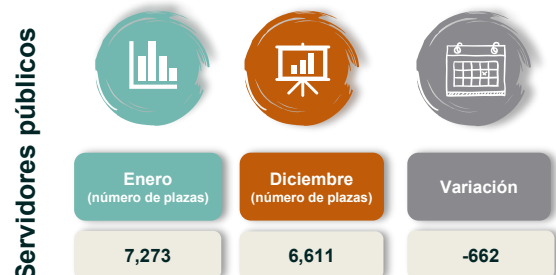 Servidores públicos
Enero
(número de plazas)
Diciembre
(número de plazas)
Variación
7,273
6,611
-662